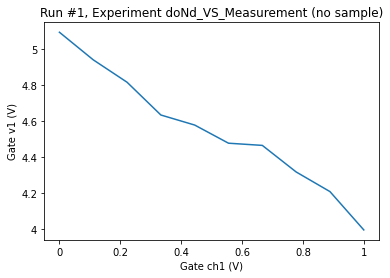 Run #1, Experiment doNd_VS_Measurement (no sample)
5
4.8
4.6
4.4
4.2
4
Gate v1 (V)
0 0.2 0.4 0.6 0.8 1
Gate ch1 (V)